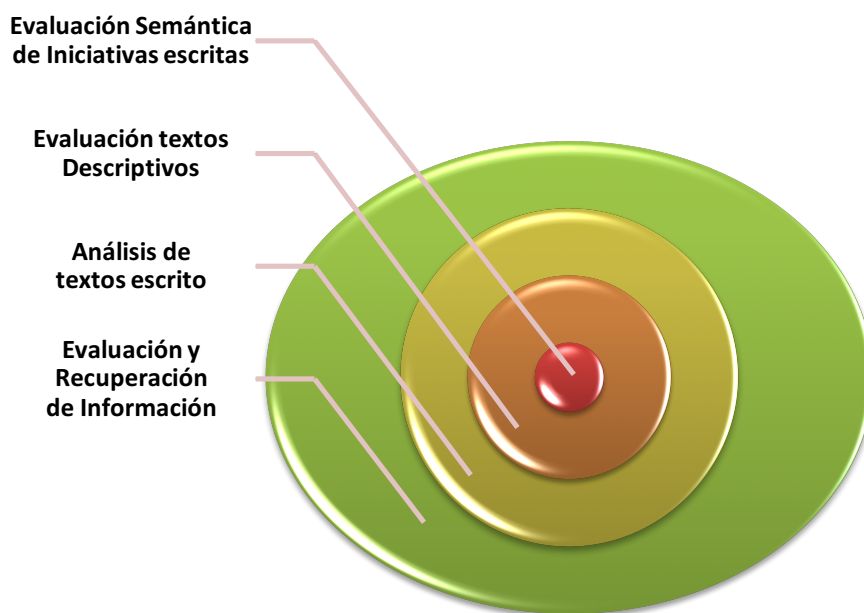 Evaluación Semántica
de Iniciativas escritas
Evaluación textos
Descriptivos
Análisis de
textos escrito
Evaluación y
Recuperación
de Información